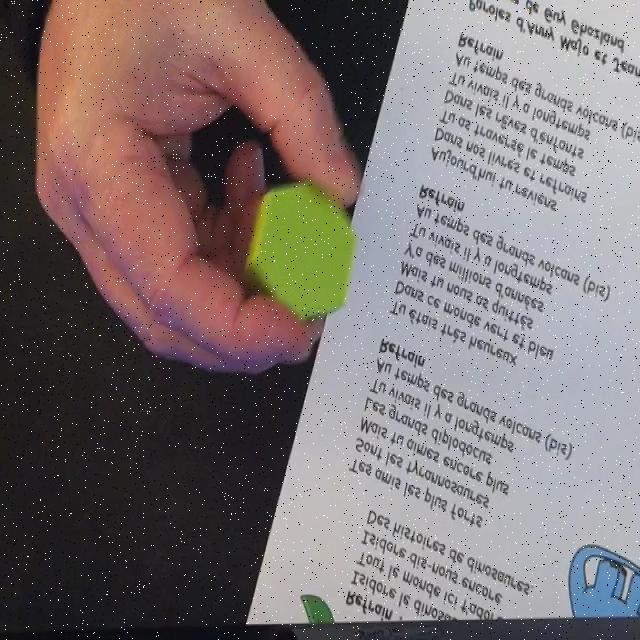 Refrain
Isidore le
Tout le monde ici
Isidore dis-nous encore
Des histoires de dinosaures
Tes amis les plus forts
Sont les tyrannosaures
Mais tu aimes encore plus
Les grands diplodocus
Tu vivais il y a longtemps
Au temps des grands volcans (bis)
Refrain
Tu étais très heureux
Dans ce monde vert et bleu
Mais tu nous as quittés
Y'a des millions d'années
Tu vivais il y a longtemps
Au temps des grands volcans (bis)
Refrain
Aujourd'hui tu reviens
Dans nos livres et refrains
Tu as traversé le temps
Dans les rêves d'enfants
Tu vivais il y a longtemps
Au temps des grands volcans
Refrain
Paroles d'Anny Majo et Jean
de Guy Ghozland